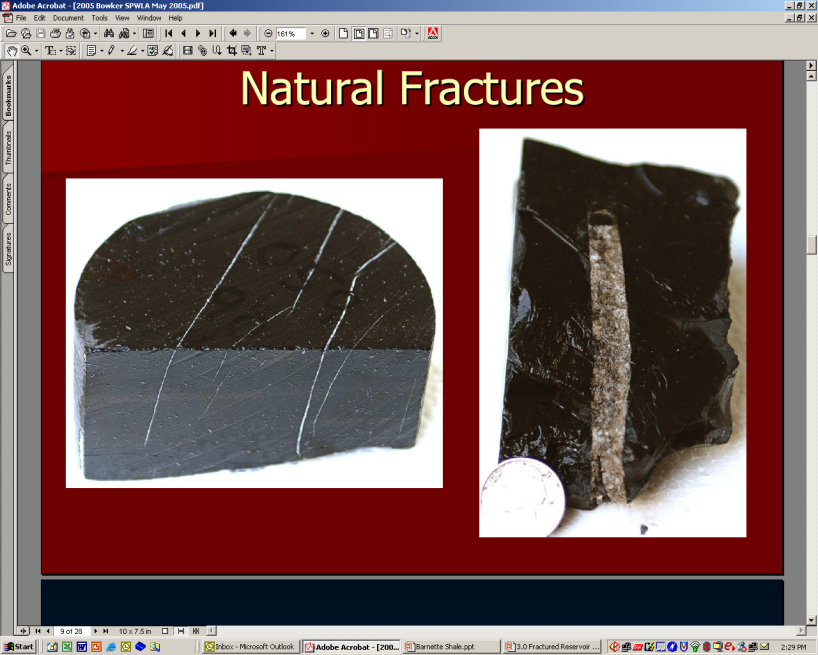 Adobe Acrobat - [2005 Bowker SPWLA May 2005.pdf]
File Edit Document Tools View Window Help
161%
Bookmarks
Thumbnails
Comments
Signatures
Natural Fractures
9 of 28 10 x 7.5 in
Start Inbox - Microsoft Outlook Adobe Acrobat - [200... Barnette Shale.ppt 3.0 Fractured Reservoir ... 2:29 PM